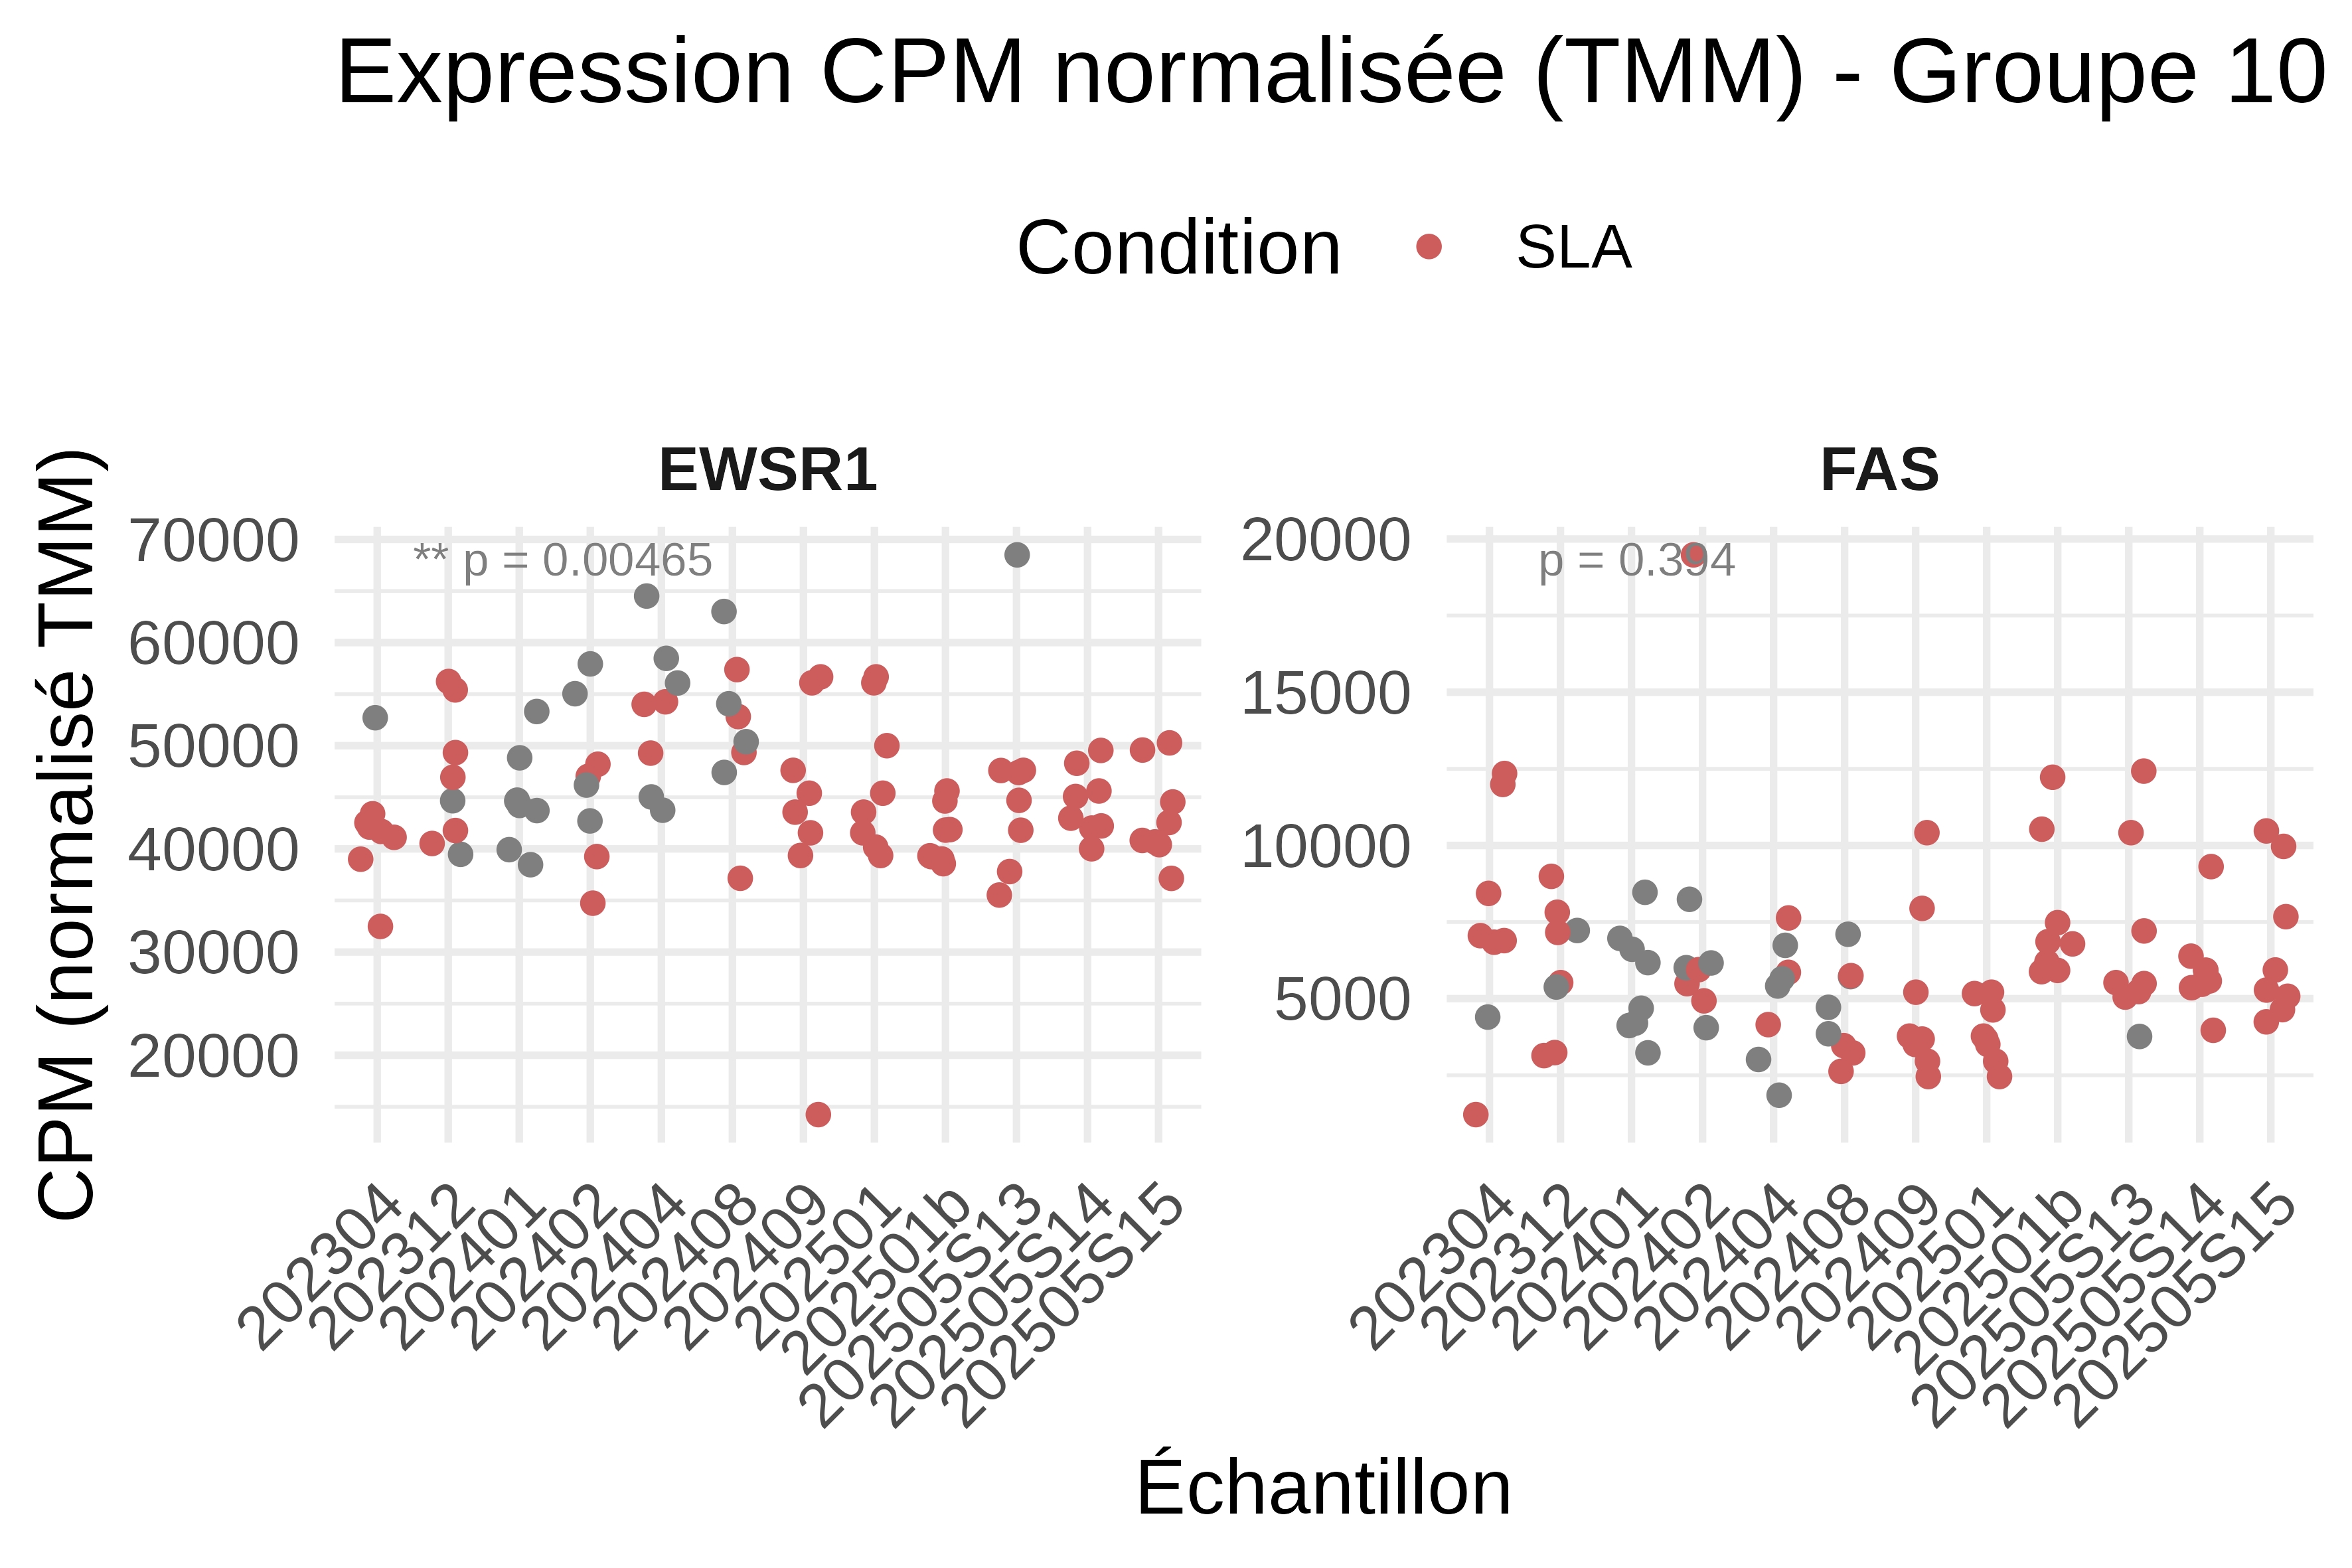 Expression CPM normalisée (TMM) - Groupe 10
Condition SLA
CPM (normalisé TMM)
EWSR1
70000
60000
50000
40000
30000
20000
** p = 0.00465
202304
202312
202401
202402
202404
202408
202409
202501
202501b
202505S13
202505S14
202505S15
FAS
20000
15000
10000
5000
p = 0.394
202304
202312
202401
202402
202404
202408
202409
202501
202501b
202505S13
202505S14
202505S15
Échantillon